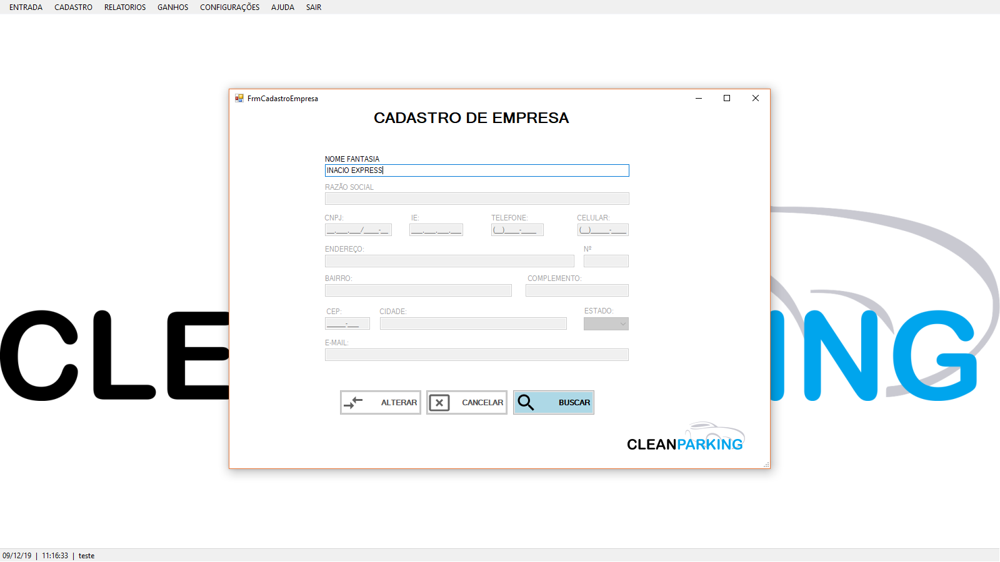 ENTRADA CADASTRO RELATORIOS GANHOS CONFIGURAÇÕES AJUDA SAIR
FrmCadastroEmpresa
CADASTRO DE EMPRESA
NOME FANTASIA
INACIO EXPRESS
RAZÃO SOCIAL
CNPJ: IE: TELEFONE: CELULAR:
__.___.___/____-__ ___.___.___.___ (__)____-____ (__)_____-____
ENDEREÇO: Nº
BAIRRO: COMPLEMENTO:
CEP: CIDADE: ESTADO:
_____-___
E-MAIL:
ALTERAR CANCELAR BUSCAR
CLEANPARKING
CLE ING
09/12/19 | 11:16:33 | teste